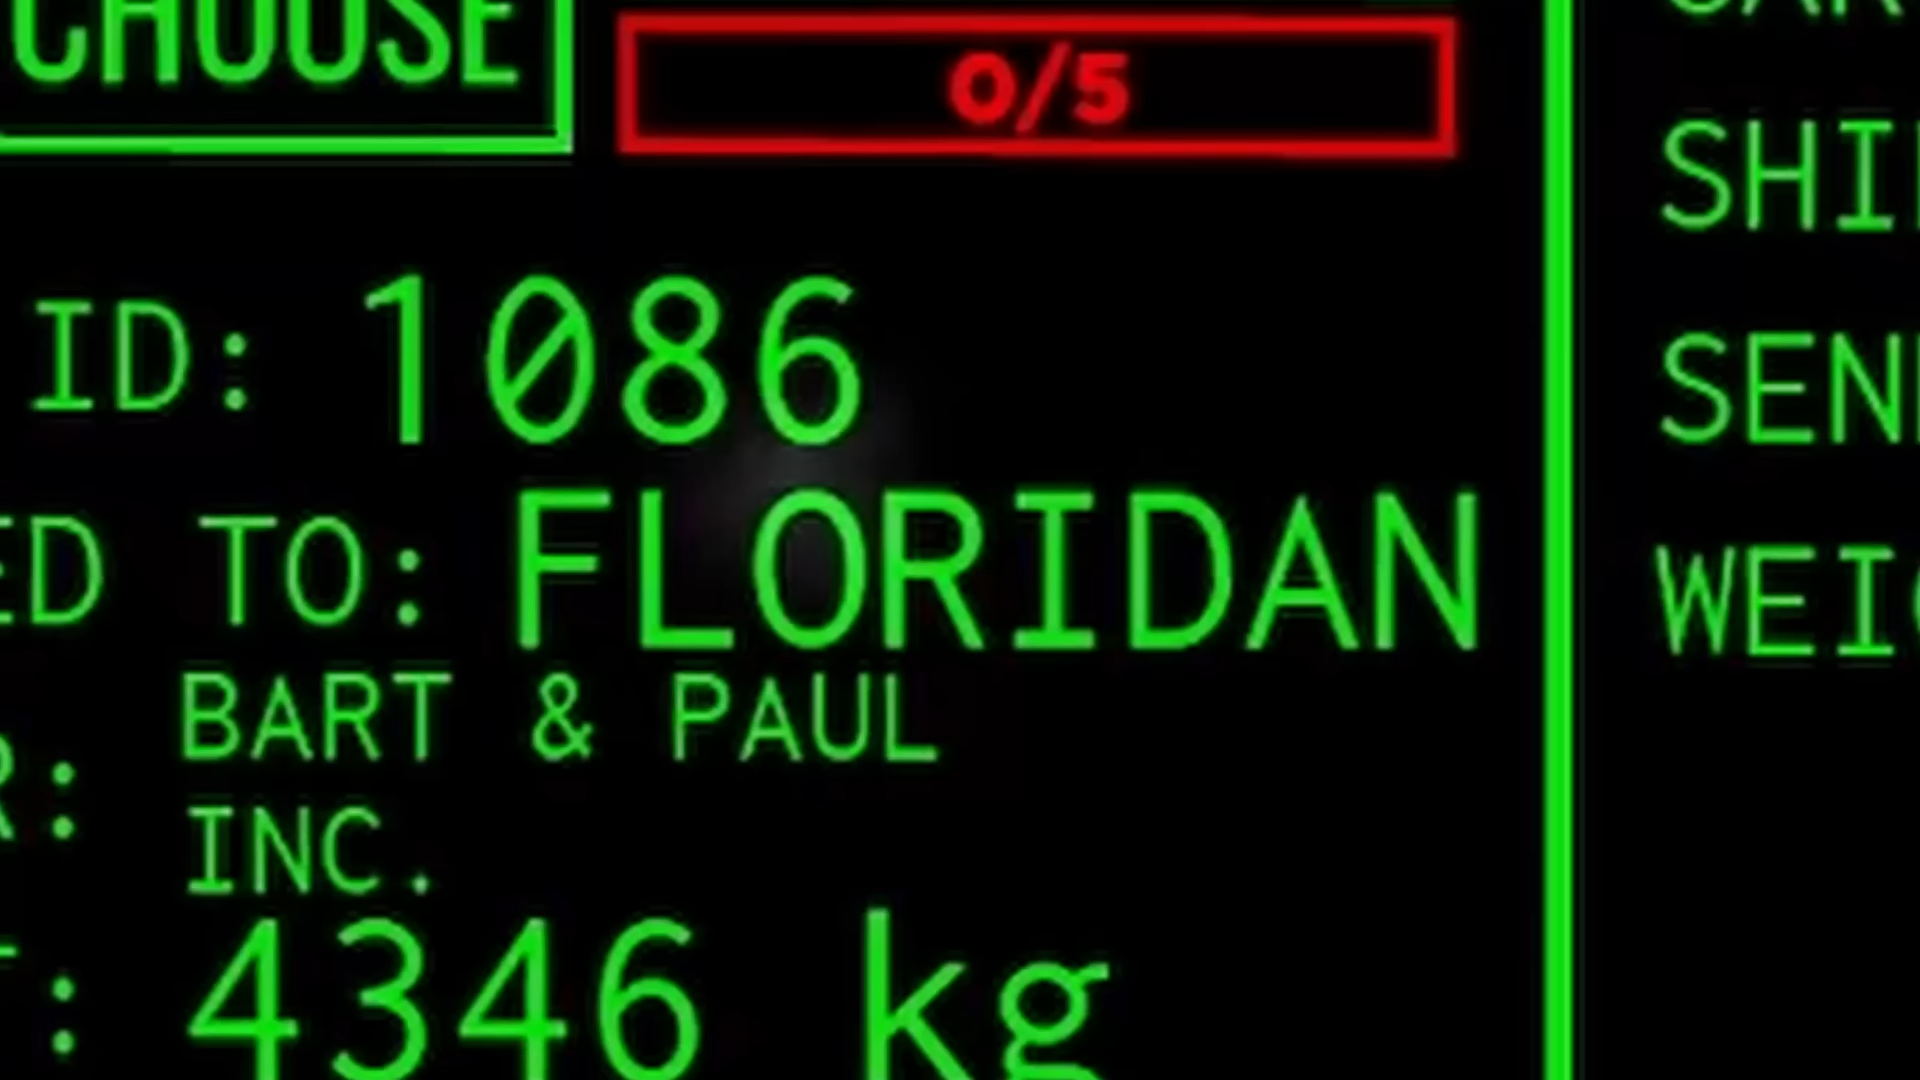 CHOOSE
0/5
ID: 1086
ED TO: FLORIDAN
BART & PAUL
R: INC.
: 4346 kg
SHI
SEN
WEI